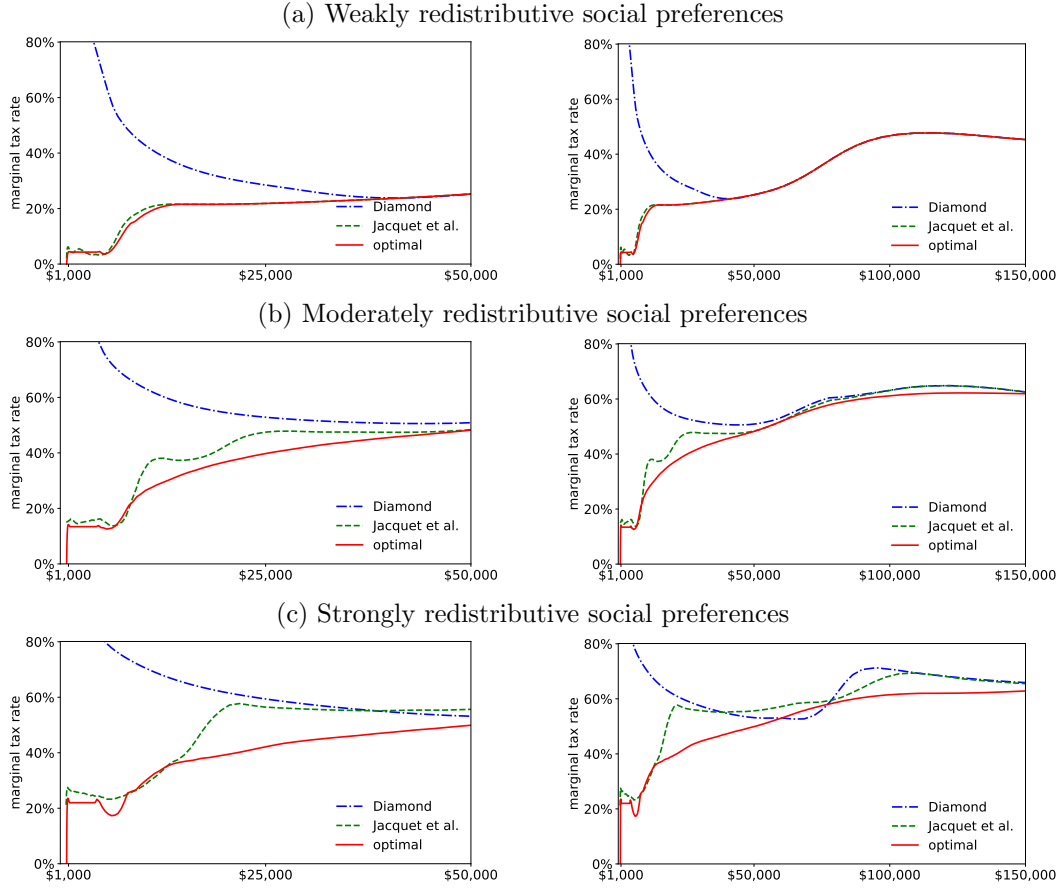 (a) Weakly redistributive social preferences
marginal tax rate
80%
60%
40%
20%
0%
$1,000
$25,000
$50,000
Diamond
Jacquet et al.
optimal
marginal tax rate
80%
60%
40%
20%
0%
$1,000
$50,000
$100,000
$150,000
Diamond
Jacquet et al.
optimal
(b) Moderately redistributive social preferences
marginal tax rate
80%
60%
40%
20%
0%
$1,000
$25,000
$50,000
Diamond
Jacquet et al.
optimal
marginal tax rate
80%
60%
40%
20%
0%
$1,000
$50,000
$100,000
$150,000
Diamond
Jacquet et al.
optimal
(c) Strongly redistributive social preferences
marginal tax rate
80%
60%
40%
20%
0%
$1,000
$25,000
$50,000
Diamond
Jacquet et al.
optimal
marginal tax rate
80%
60%
40%
20%
0%
$1,000
$50,000
$100,000
$150,000
Diamond
Jacquet et al.
optimal